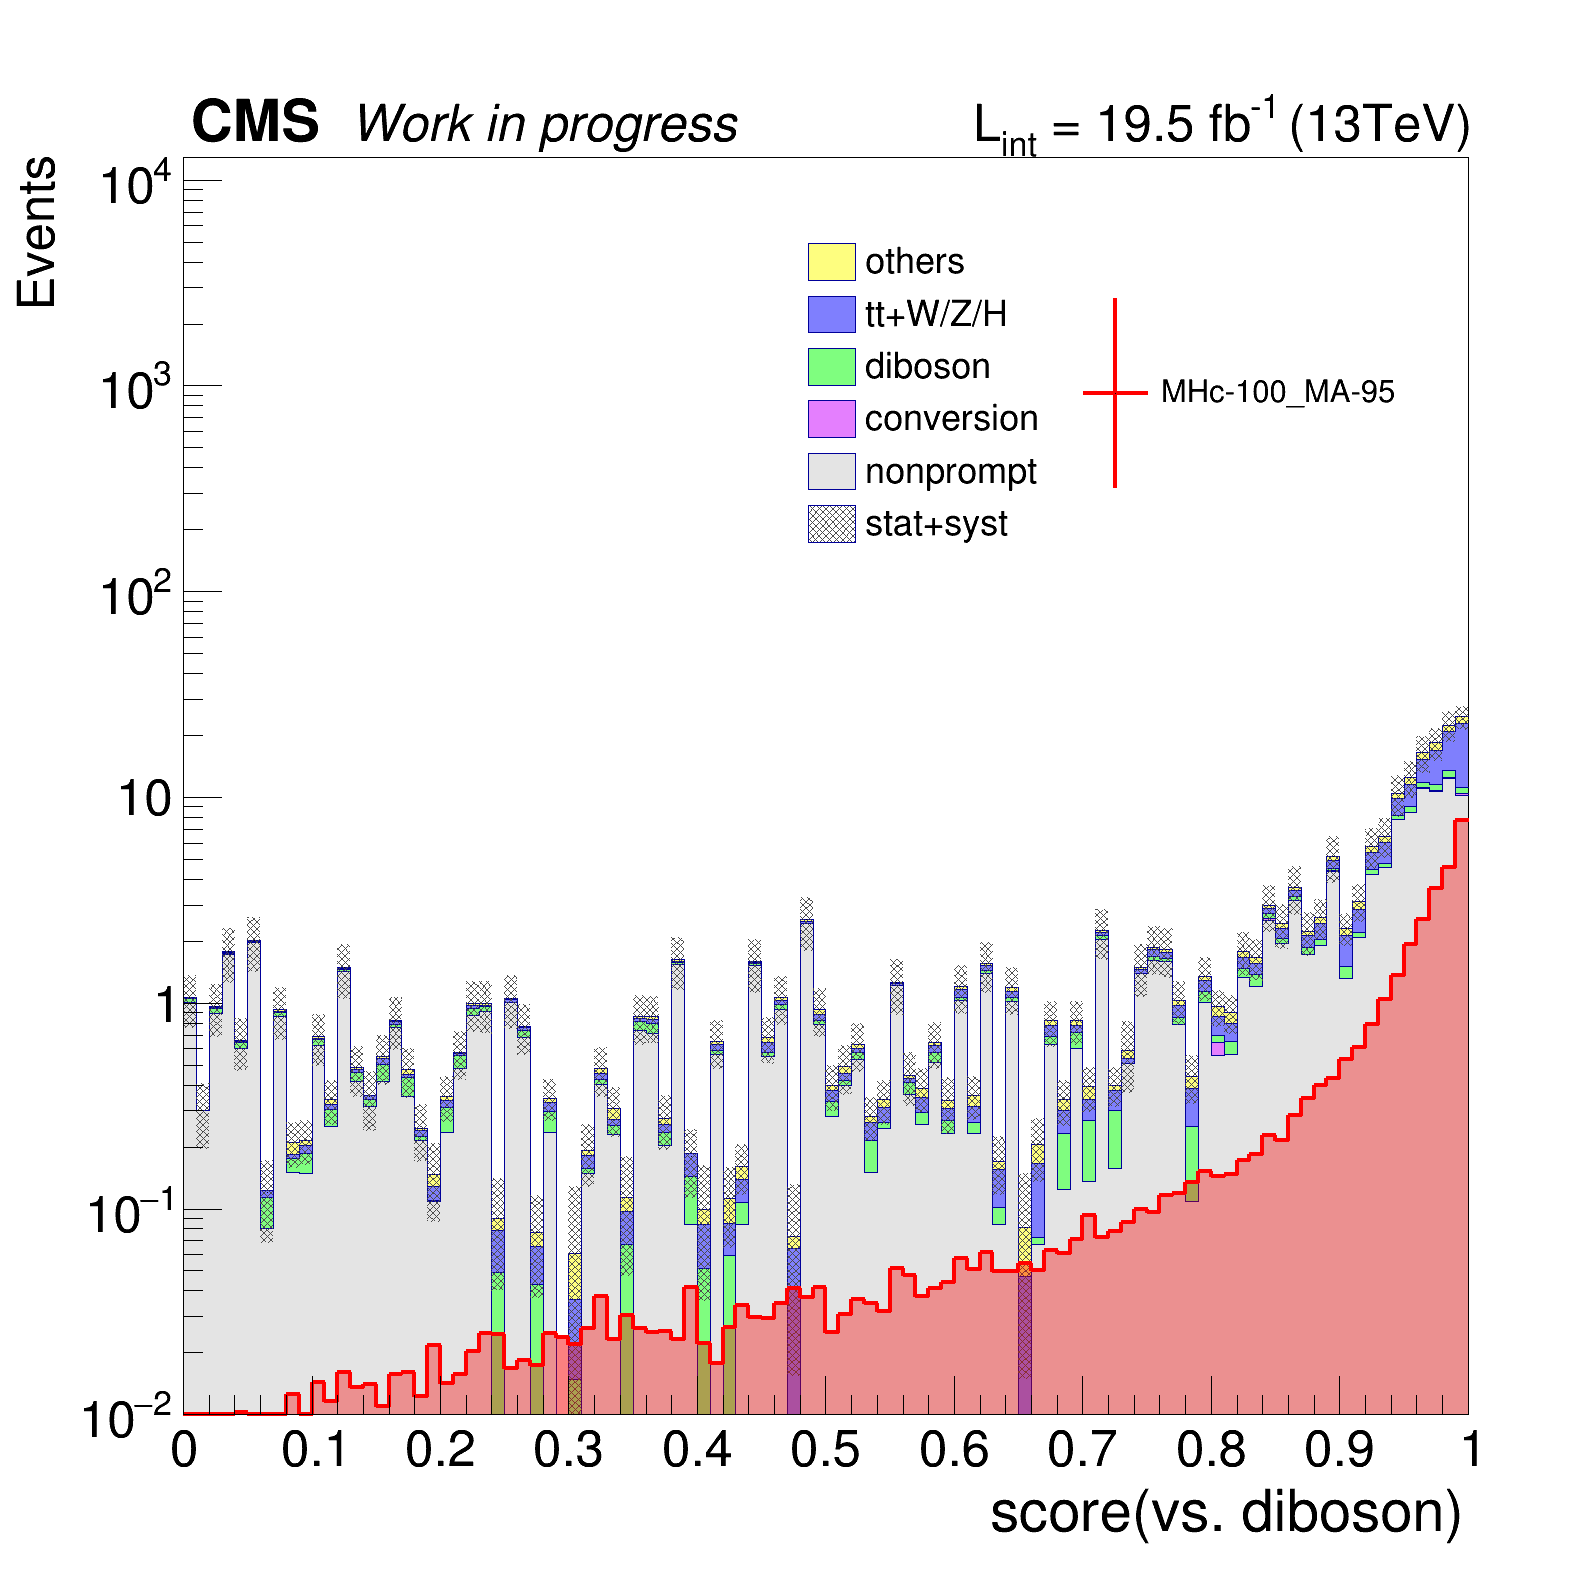 CMS Work in progress
L_int = 19.5 fb^-1 (13TeV)
Events
10^4
10^3
10^2
10
1
10^−1
10^−2
others
tt+W/Z/H
diboson
conversion
nonprompt
stat+syst
MHc-100_MA-95
0 0.1 0.2 0.3 0.4 0.5 0.6 0.7 0.8 0.9 1
score(vs. diboson)